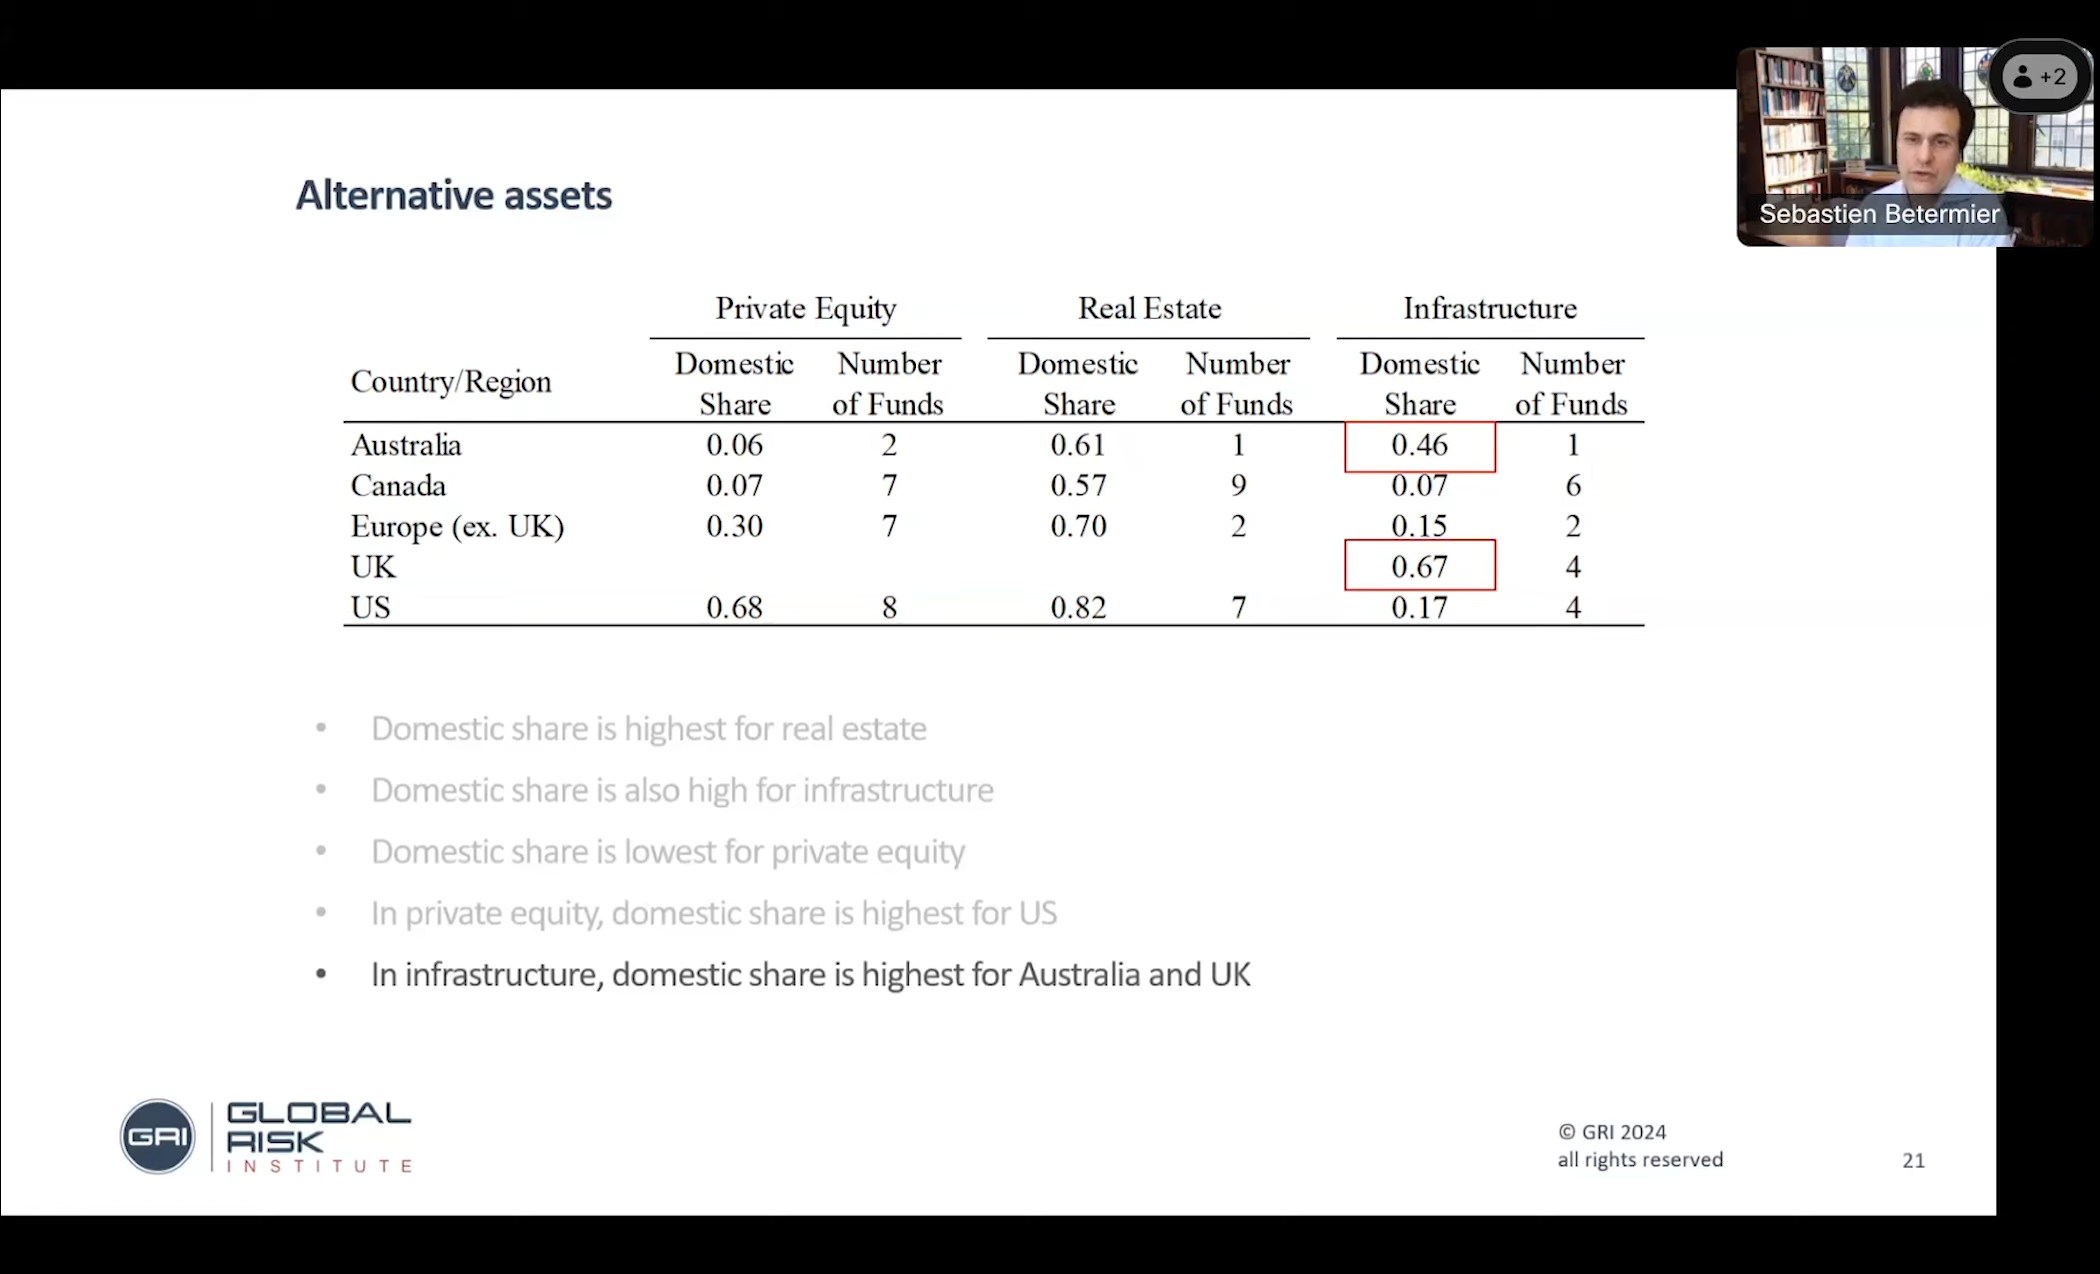 +2
Sebastien Betermier
Alternative assets
Private Equity Real Estate Infrastructure
Country/Region Domestic Share Number of Funds Domestic Share Number of Funds Domestic Share Number of Funds
Australia 0.06 2 0.61 1 0.46 1
Canada 0.07 7 0.57 9 0.07 6
Europe (ex. UK) 0.30 7 0.70 2 0.15 2
UK 0.67 4
US 0.68 8 0.82 7 0.17 4
• Domestic share is highest for real estate
• Domestic share is also high for infrastructure
• Domestic share is lowest for private equity
• In private equity, domestic share is highest for US
• In infrastructure, domestic share is highest for Australia and UK
GRI
GLOBAL
RISK
INSTITUTE
© GRI 2024
all rights reserved
21